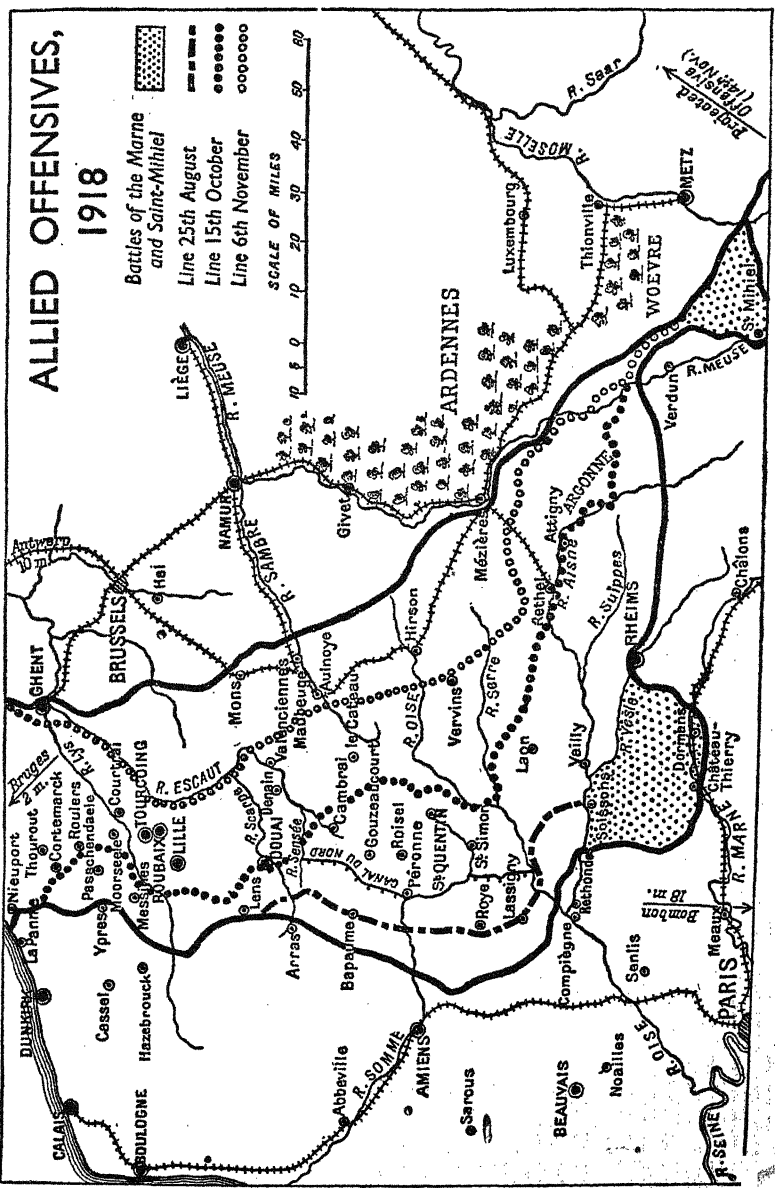 ALLIED OFFENSIVES,
1918
Battles of the Marne
and Saint-Mihiel
Line 25th August
Line 15th October
Line 6th November
SCALE OF MILES
10 5 0 10 20 30 40 50 60
Antwerp
10 m.
Bruges
2 m.
Nieuport
La Panne
DUNKIRK
CALAIS
BOULOGNE
Thourout
Cortemarck
Roulers
Passchendaele
Moorseele
Courtrai
Ypres
Messines
Cassel
Hazebrouck
GHENT
R. Lys
BRUSSELS
Hal
TOURCOING
ROUBAIX
LILLE
R. ESCAUT
LIÈGE
R. MEUSE
NAMUR
R. SAMBRE
Mons
Valenciennes
Maubeuge
Aulnoye
Denain
le Cateau
R. Scarpe
DOUAI
R. Sensée
Lens
Arras
Cambrai
Bapaume
Gouzeaucourt
Roisel
CANAL DU NORD
Péronne
St QUENTIN
St Simon
Abbeville
R. SOMME
AMIENS
Sarous
BEAUVAIS
Noailles
Givet
ARDENNES
Mézières
Hirson
R. OISE
Vervins
R. Serre
Laon
Roye
Lassigny
Rethondes
Compiègne
Senlis
R. OISE
Vailly
Soissons
R. Vesle
RHEIMS
R. Suippes
Rethel
R. Aisne
Attigny
ARGONNE
Verdun
R. MEUSE
St Mihiel
WOEVRE
Luxembourg
Thionville
METZ
R. MOSELLE
R. Saar
Projected
Offensive
(14th Nov.)
Châlons
Dormans
Château-
Thierry
R. MARNE
Meaux
Bombon
18 m.
PARIS
R. SEINE